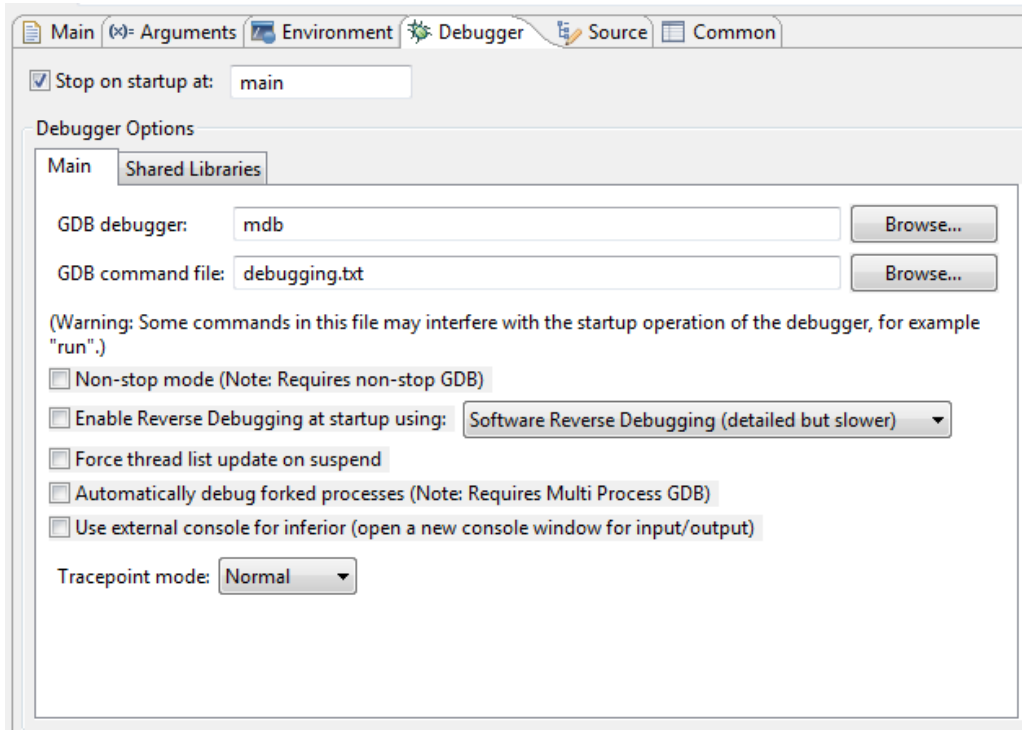 Main (x)= Arguments Environment Debugger Source Common
Stop on startup at: main
Debugger Options
Main Shared Libraries
GDB debugger: mdb Browse...
GDB command file: debugging.txt Browse...
(Warning: Some commands in this file may interfere with the startup operation of the debugger, for example
"run".)
Non-stop mode (Note: Requires non-stop GDB)
Enable Reverse Debugging at startup using: Software Reverse Debugging (detailed but slower)
Force thread list update on suspend
Automatically debug forked processes (Note: Requires Multi Process GDB)
Use external console for inferior (open a new console window for input/output)
Tracepoint mode: Normal